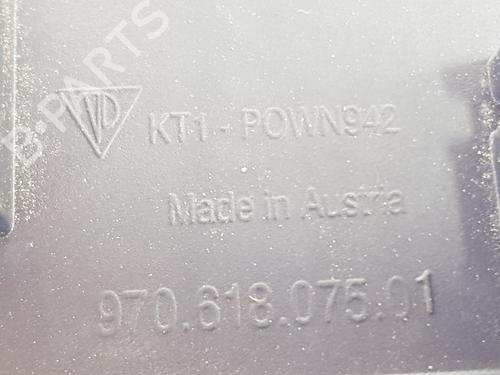 B-PARTS
KT1 - POWN942
Made in Austria
970.618.075.01